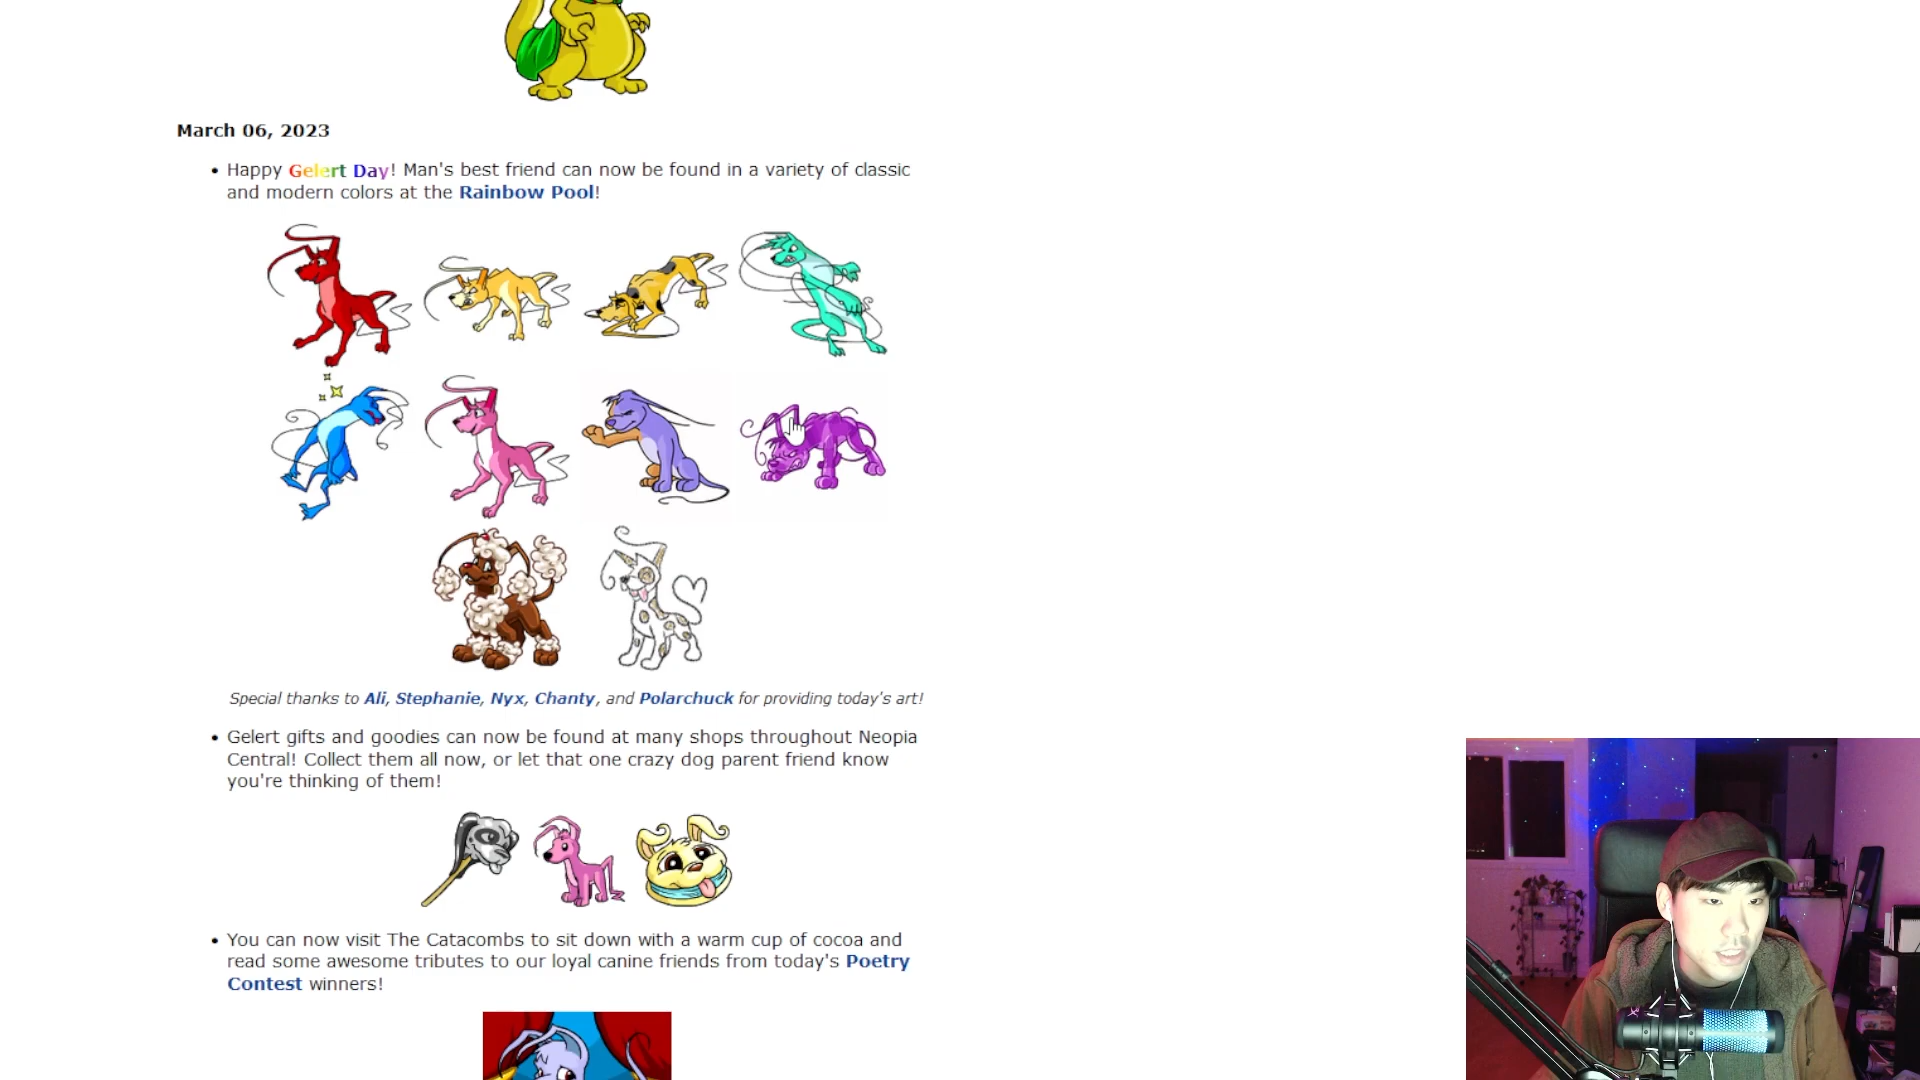 March 06, 2023
• Happy Gelert Day! Man's best friend can now be found in a variety of classic
and modern colors at the Rainbow Pool!
Special thanks to Ali, Stephanie, Nyx, Chanty, and Polarchuck for providing today's art!
• Gelert gifts and goodies can now be found at many shops throughout Neopia
Central! Collect them all now, or let that one crazy dog parent friend know
you're thinking of them!
• You can now visit The Catacombs to sit down with a warm cup of cocoa and
read some awesome tributes to our loyal canine friends from today's Poetry
Contest winners!